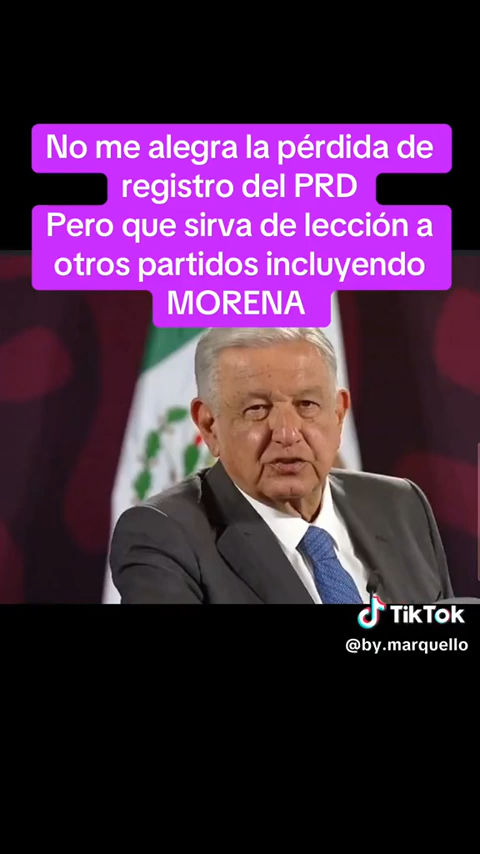 No me alegra la pérdida de
registro del PRD
Pero que sirva de lección a
otros partidos incluyendo
MORENA
TikTok
@by.marquello